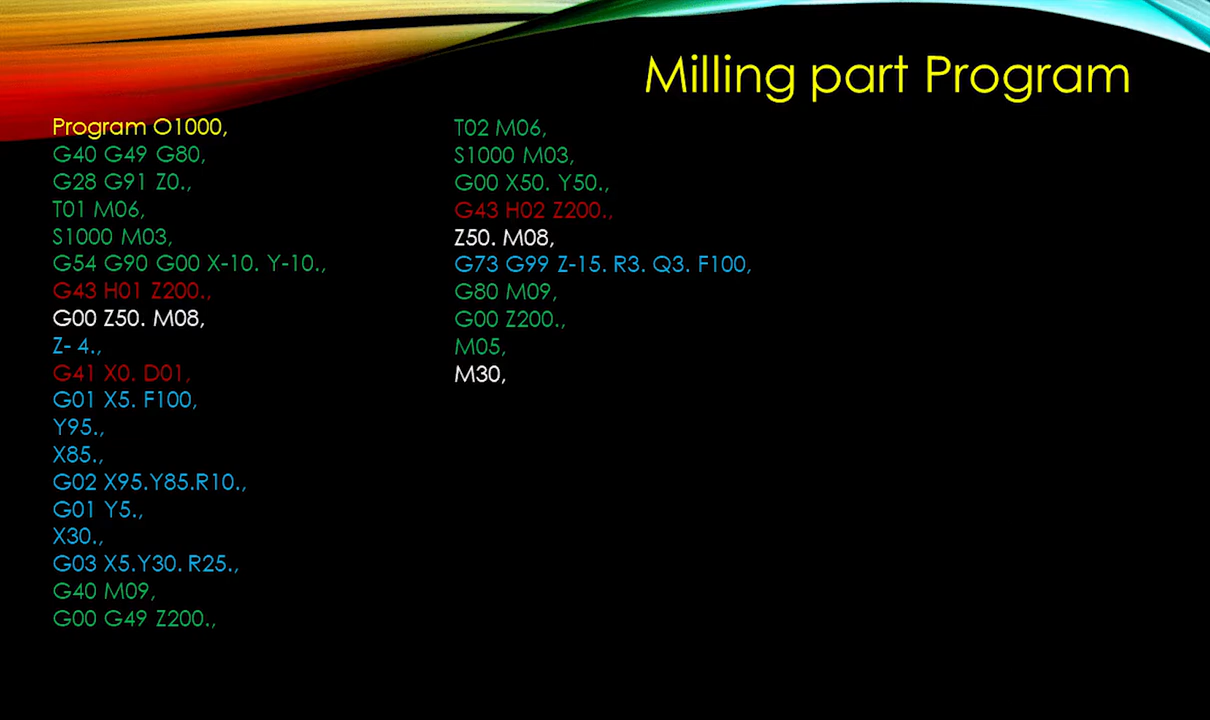 Milling part Program
Program O1000,
G40 G49 G80,
G28 G91 Z0.,
T01 M06,
S1000 M03,
G54 G90 G00 X-10. Y-10.,
G43 H01 Z200.,
G00 Z50. M08,
Z- 4.,
G41 X0. D01,
G01 X5. F100,
Y95.,
X85.,
G02 X95.Y85.R10.,
G01 Y5.,
X30.,
G03 X5.Y30. R25.,
G40 M09,
G00 G49 Z200.,
T02 M06,
S1000 M03,
G00 X50. Y50.,
G43 H02 Z200.,
Z50. M08,
G73 G99 Z-15. R3. Q3. F100,
G80 M09,
G00 Z200.,
M05,
M30,